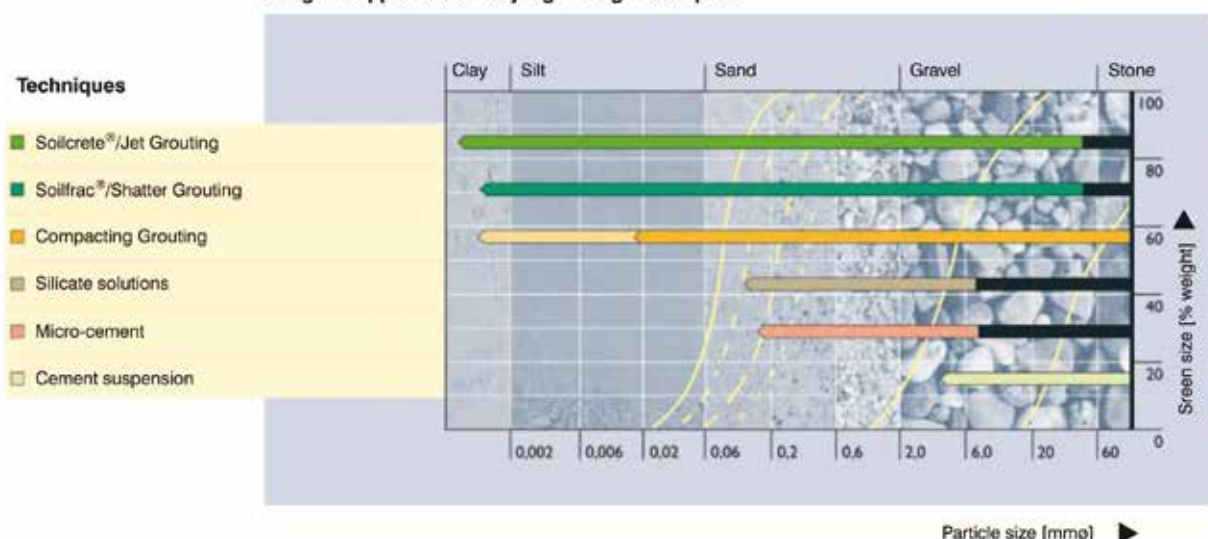 Techniques
Clay Silt Sand Gravel Stone
Soilcrete®/Jet Grouting
Soilfrac®/Shatter Grouting
Compacting Grouting
Silicate solutions
Micro-cement
Cement suspension
100
80
60
40
20
0
Sreen size [% weight]
0,002 0,006 0,02 0,06 0,2 0,6 2,0 6,0 20 60
Particle size [mmø]